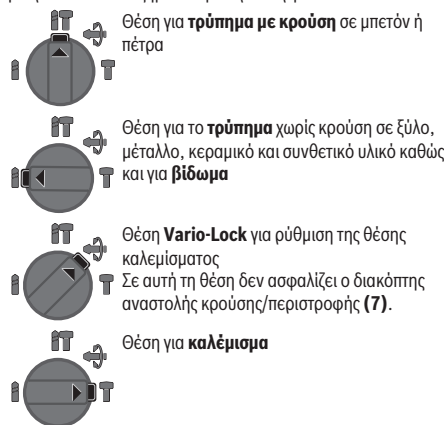 Θέση για τρύπημα με κρούση σε μπετόν ή
πέτρα
Θέση για το τρύπημα χωρίς κρούση σε ξύλο,
μέταλλο, κεραμικό και συνθετικό υλικό καθώς
και για βίδωμα
Θέση Vario-Lock για ρύθμιση της θέσης
καλεμίσματος
Σε αυτή τη θέση δεν ασφαλίζει ο διακόπτης
αναστολής κρούσης/περιστροφής (7).
Θέση για καλέμισμα